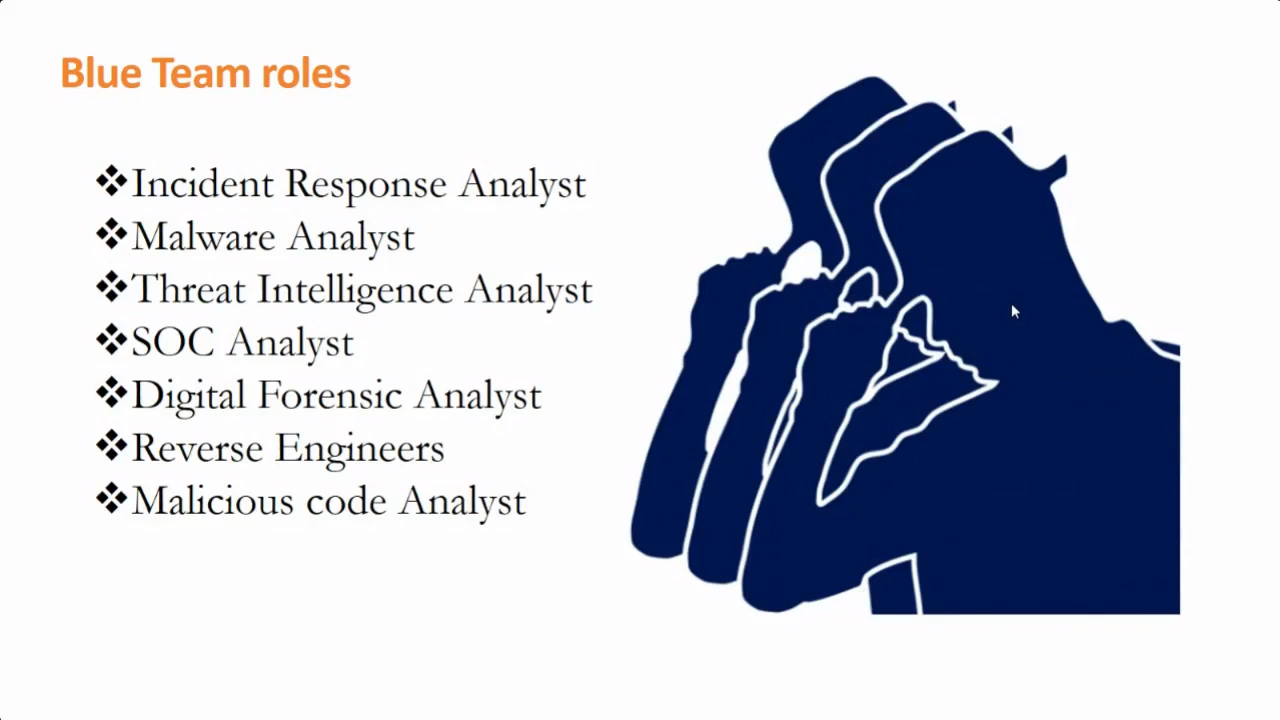 Blue Team roles
❖Incident Response Analyst
❖Malware Analyst
❖Threat Intelligence Analyst
❖SOC Analyst
❖Digital Forensic Analyst
❖Reverse Engineers
❖Malicious code Analyst